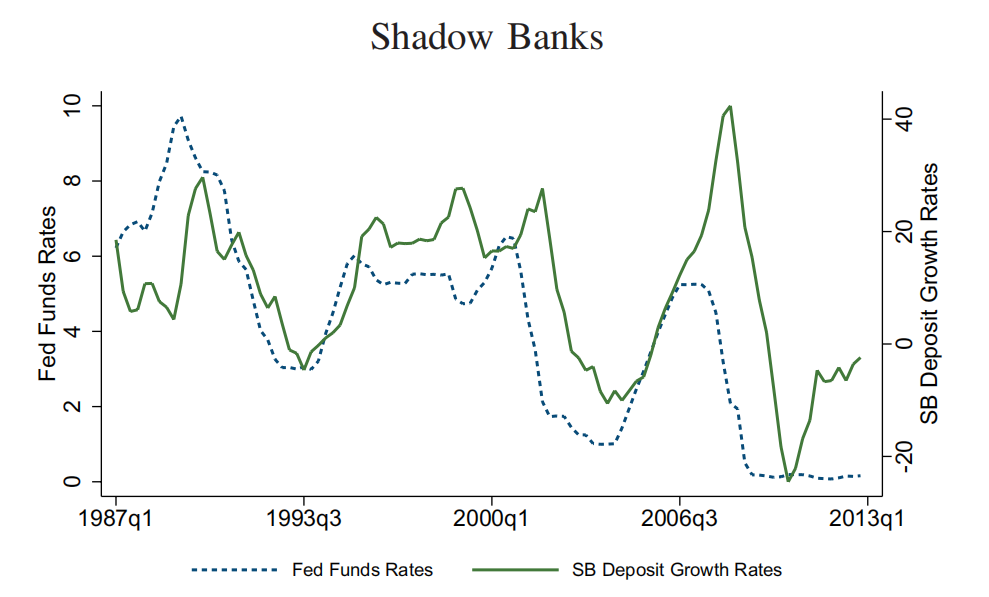 Shadow Banks
Fed Funds Rates
10
8
6
4
2
0
40
20
0
-20
SB Deposit Growth Rates
1987q1 1993q3 2000q1 2006q3 2013q1
Fed Funds Rates SB Deposit Growth Rates